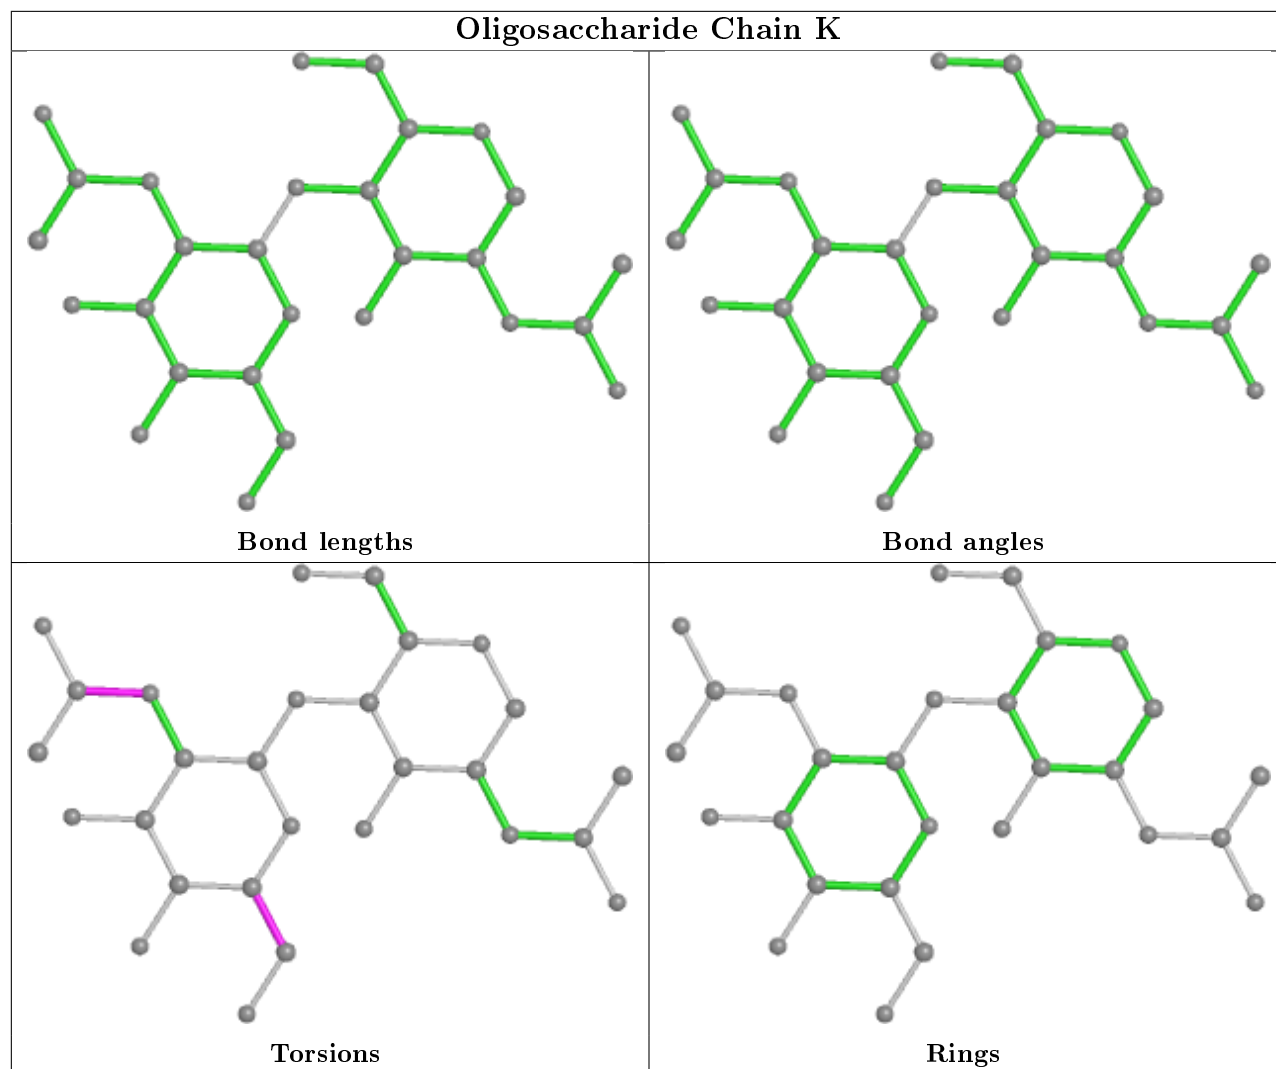 Oligosaccharide Chain K
Bond lengths
Bond angles
Torsions
Rings